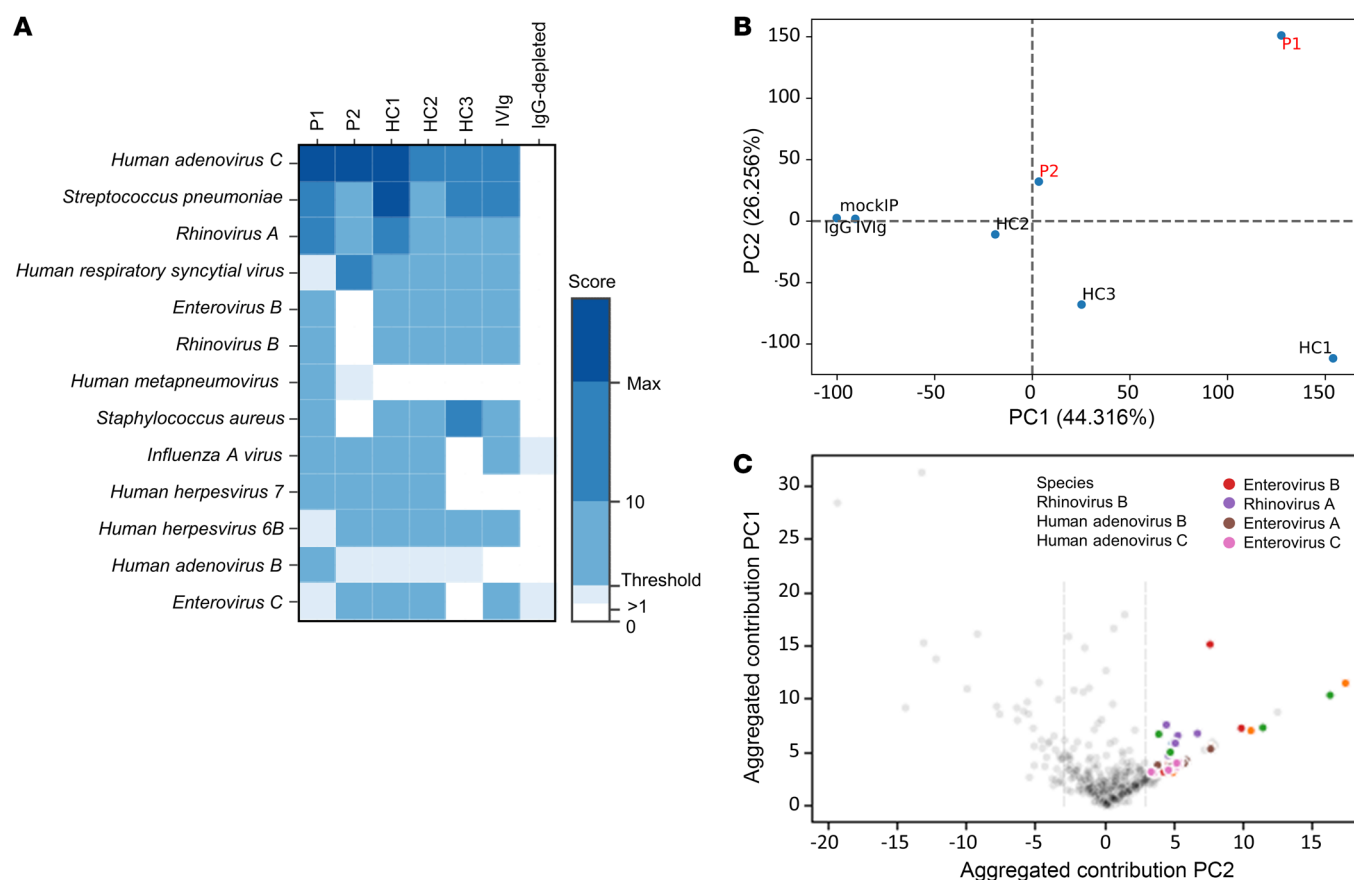 A
P1
P2
HC1
HC2
HC3
IVIg
IgG-depleted
Human adenovirus C
Streptococcus pneumoniae
Rhinovirus A
Human respiratory syncytial virus
Enterovirus B
Rhinovirus B
Human metapneumovirus
Staphylococcus aureus
Influenza A virus
Human herpesvirus 7
Human herpesvirus 6B
Human adenovirus B
Enterovirus C
Score
Max
10
Threshold
>1
0
B
PC2 (26.256%)
150
100
50
0
-50
-100
P1
P2
mockIP
IgG IVIg
HC2
HC3
HC1
-100
-50
0
50
100
150
PC1 (44.316%)
C
Aggregated contribution PC1
30
25
20
15
10
5
0
Species
Rhinovirus B
Human adenovirus B
Human adenovirus C
Enterovirus B
Rhinovirus A
Enterovirus A
Enterovirus C
-20
-15
-10
-5
0
5
10
15
Aggregated contribution PC2